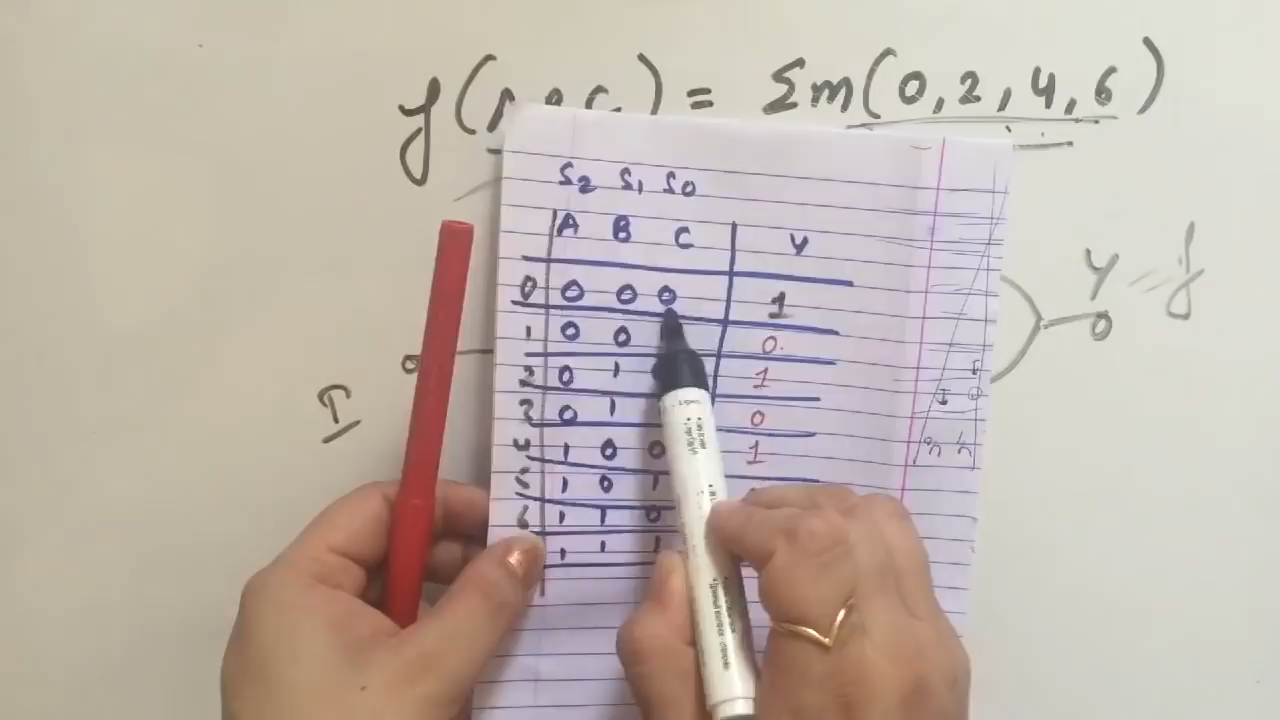 f( ) = Σm(0,2,4,6)
S2 S1 S0
A B C Y
0 0 0 0 1
1 0 0 0.
2 0 1 1
3 0 1 0
4 1 0 0 1
5 1 0 1
6 1 1 0
1 1 1
I
Y = f